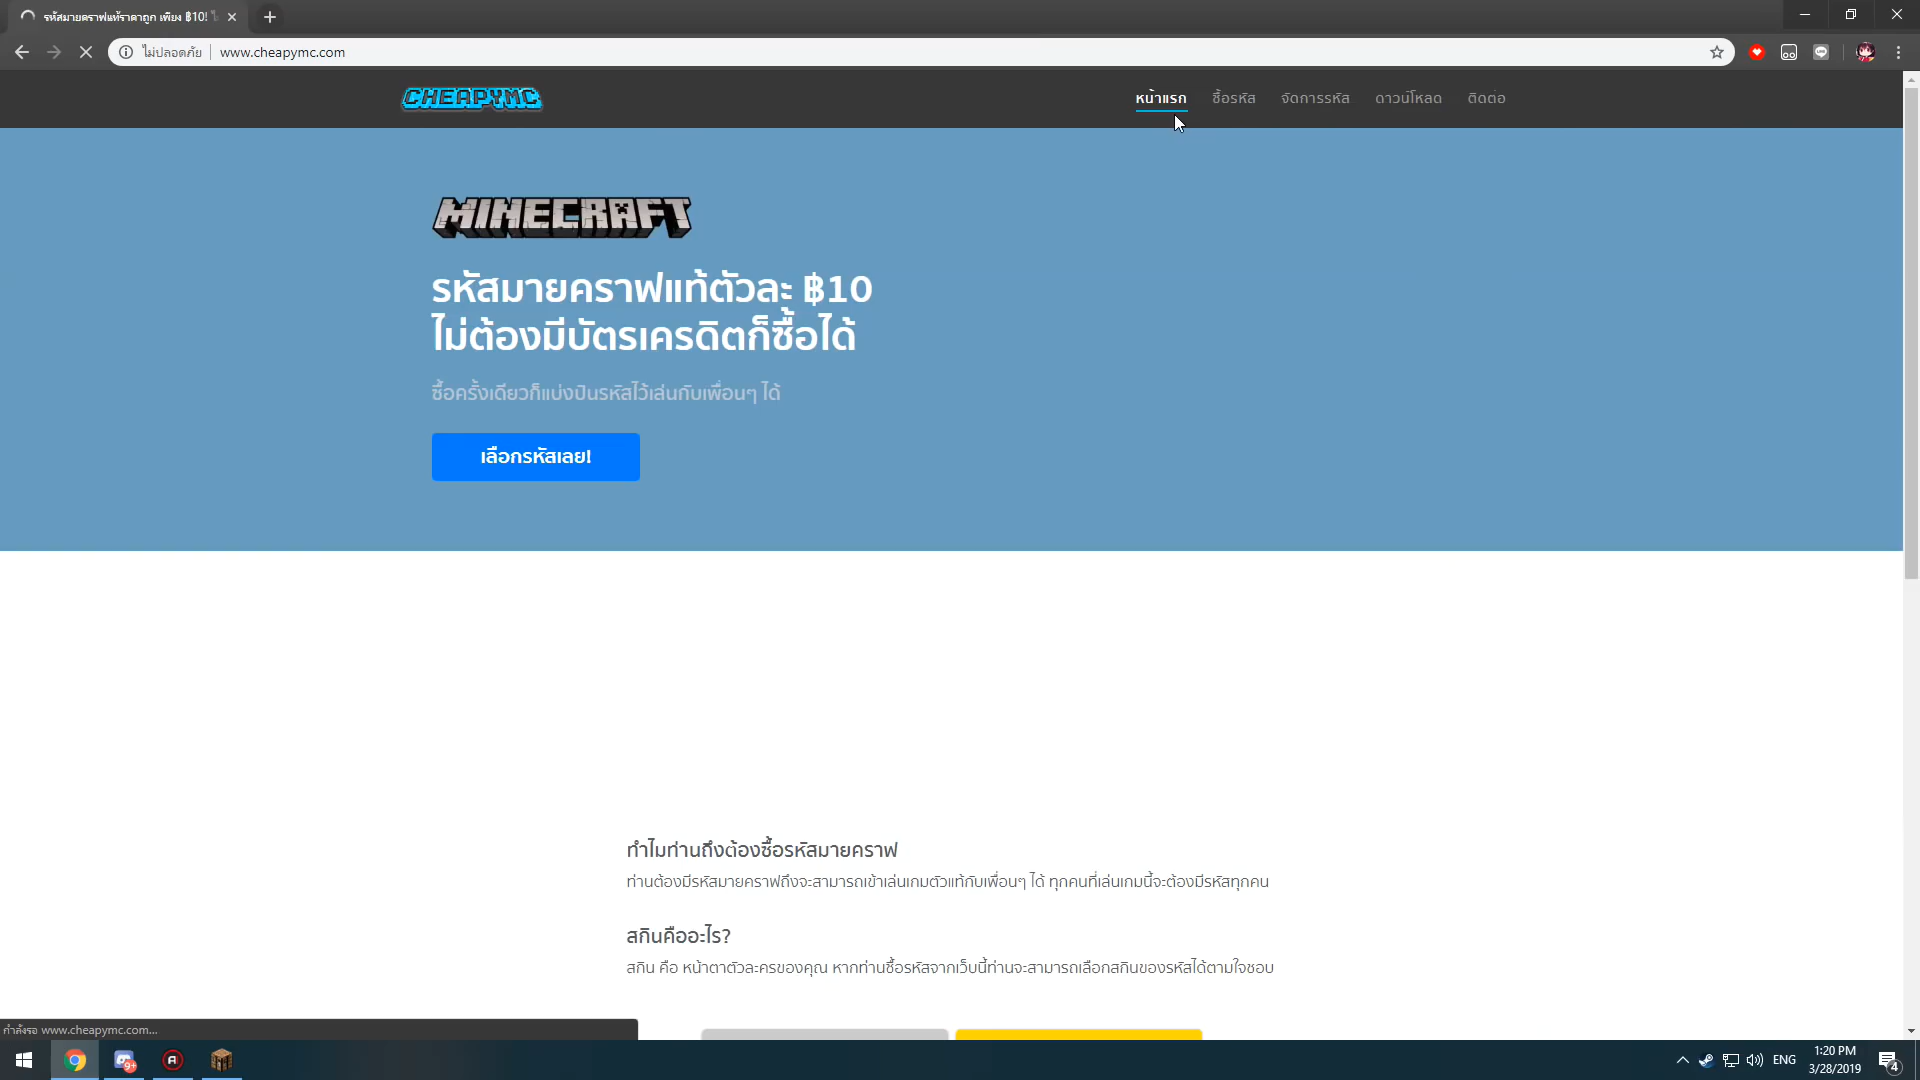 รหัสมายคราฟแท้ราคาถูก เพียง ฿10!
ไม่ปลอดภัย
www.cheapymc.com
CHEAPYMC
หน้าแรก
ซื้อรหัส
จัดการรหัส
ดาวน์โหลด
ติดต่อ
MINECRAFT
รหัสมายคราฟแท้ตัวละ ฿10
ไม่ต้องมีบัตรเครดิตก็ซื้อได้
ซื้อครั้งเดียวก็แบ่งปันรหัสไว้เล่นกับเพื่อนๆ ได้
เลือกรหัสเลย!
ทำไมท่านถึงต้องซื้อรหัสมายคราฟ
ท่านต้องมีรหัสมายคราฟถึงจะสามารถเข้าเล่นเกมตัวแท้กับเพื่อนๆ ได้ ทุกคนที่เล่นเกมนี้จะต้องมีรหัสทุกคน
สกินคืออะไร?
สกิน คือ หน้าตาตัวละครของคุณ หากท่านซื้อรหัสจากเว็บนี้ท่านจะสามารถเลือกสกินของรหัสได้ตามใจชอบ
กำลังรอ www.cheapymc.com...
9+
ENG
1:20 PM
3/28/2019
4